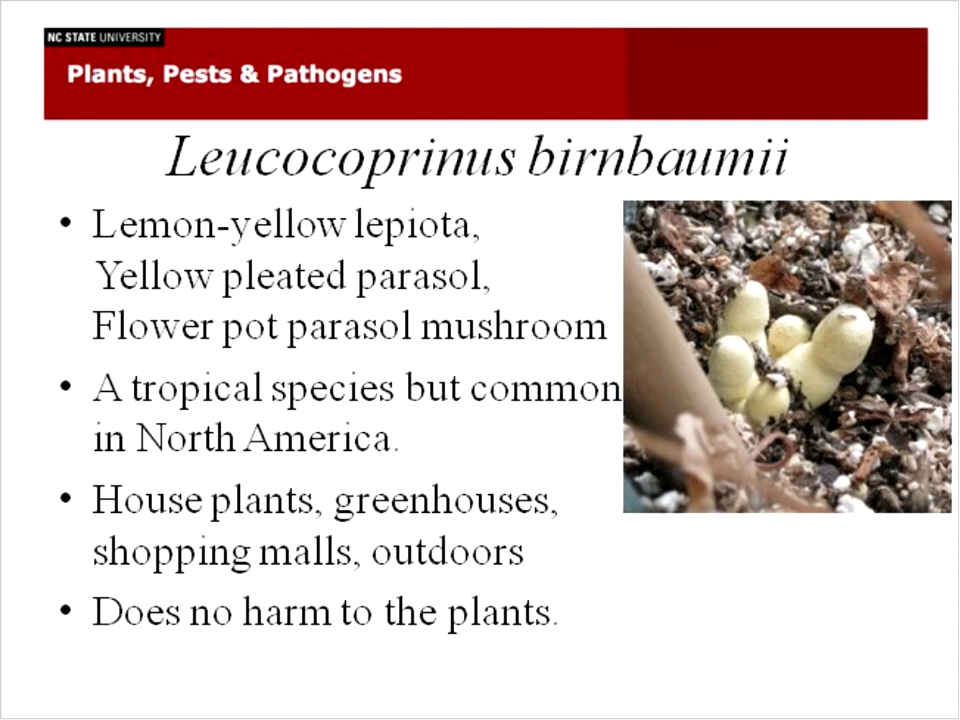 NC STATE UNIVERSITY
Plants, Pests & Pathogens
Leucocoprinus birnbaumii
• Lemon-yellow lepiota,
Yellow pleated parasol,
Flower pot parasol mushroom
• A tropical species but common
in North America.
• House plants, greenhouses,
shopping malls, outdoors
• Does no harm to the plants.